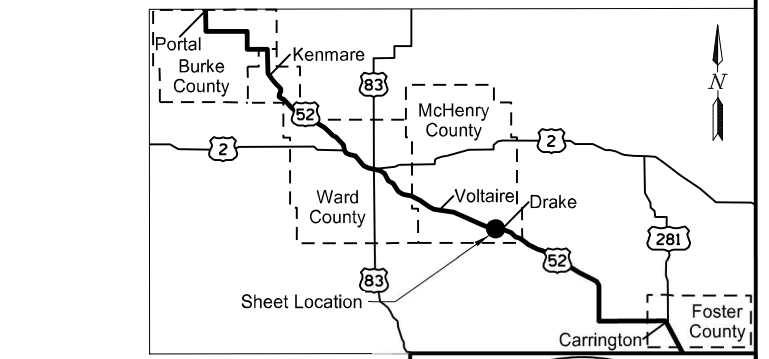 Portal
Burke
County
Kenmare
83
52
McHenry
County
N
2
2
Ward
County
Voltaire
Drake
281
52
83
Sheet Location
Foster
County
Carrington